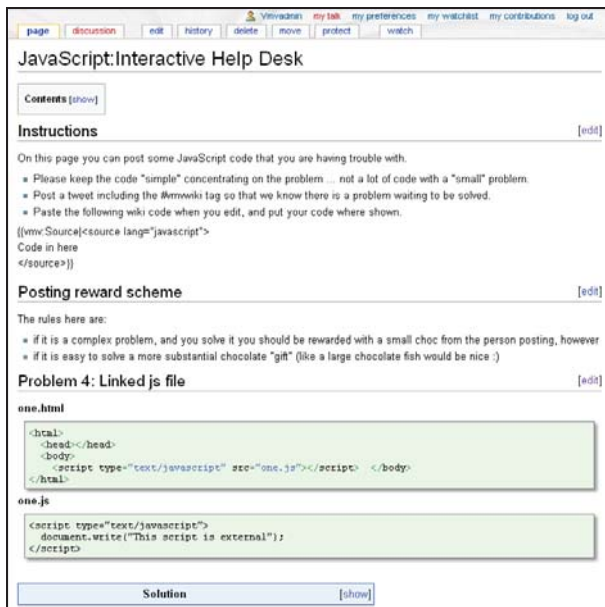 Vmvadmin my talk my preferences my watchlist my contributions log out
page discussion edit history delete move protect watch
JavaScript:Interactive Help Desk
Contents [show]
Instructions [edit]
On this page you can post some JavaScript code that you are having trouble with.
Please keep the code "simple" concentrating on the problem ... not a lot of code with a "small" problem.
Post a tweet including the #vmvwiki tag so that we know there is a problem waiting to be solved.
Paste the following wiki code when you edit, and put your code where shown.
{{vmv:Source|<source lang="javascript">
Code in here
</source>}}
Posting reward scheme [edit]
The rules here are:
if it is a complex problem, and you solve it you should be rewarded with a small choc from the person posting, however
if it is easy to solve a more substantial chocolate "gift" (like a large chocolate fish would be nice :)
Problem 4: Linked js file [edit]
one.html
<html>
<head></head>
<body>
<script type="text/javascript" src="one.js"></script> </body>
</html>
one.js
<script type="text/javascript">
document.write("This script is external");
</script>
Solution [show]